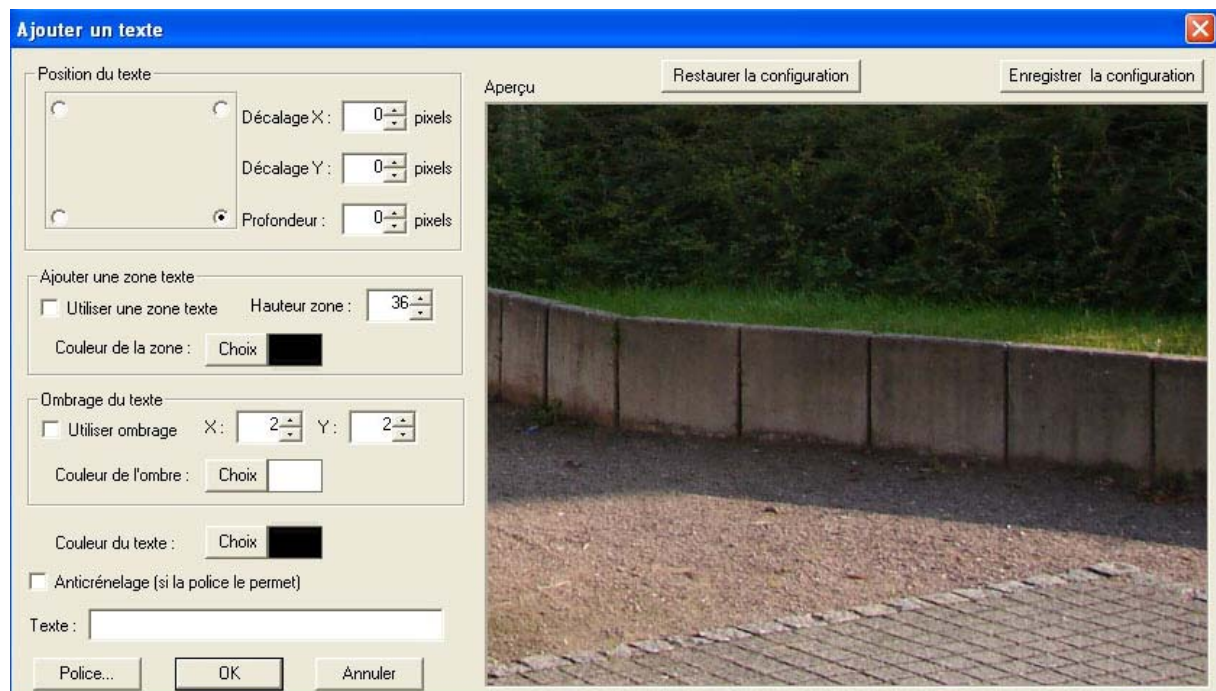 Ajouter un texte
Position du texte
Décalage X : 0 pixels
Décalage Y : 0 pixels
Profondeur : 0 pixels
Ajouter une zone texte
Utiliser une zone texte Hauteur zone : 36
Couleur de la zone : Choix
Ombrage du texte
Utiliser ombrage X : 2 Y : 2
Couleur de l'ombre : Choix
Couleur du texte : Choix
Anticrénelage (si la police le permet)
Texte :
Police... OK Annuler
Aperçu Restaurer la configuration Enregistrer la configuration